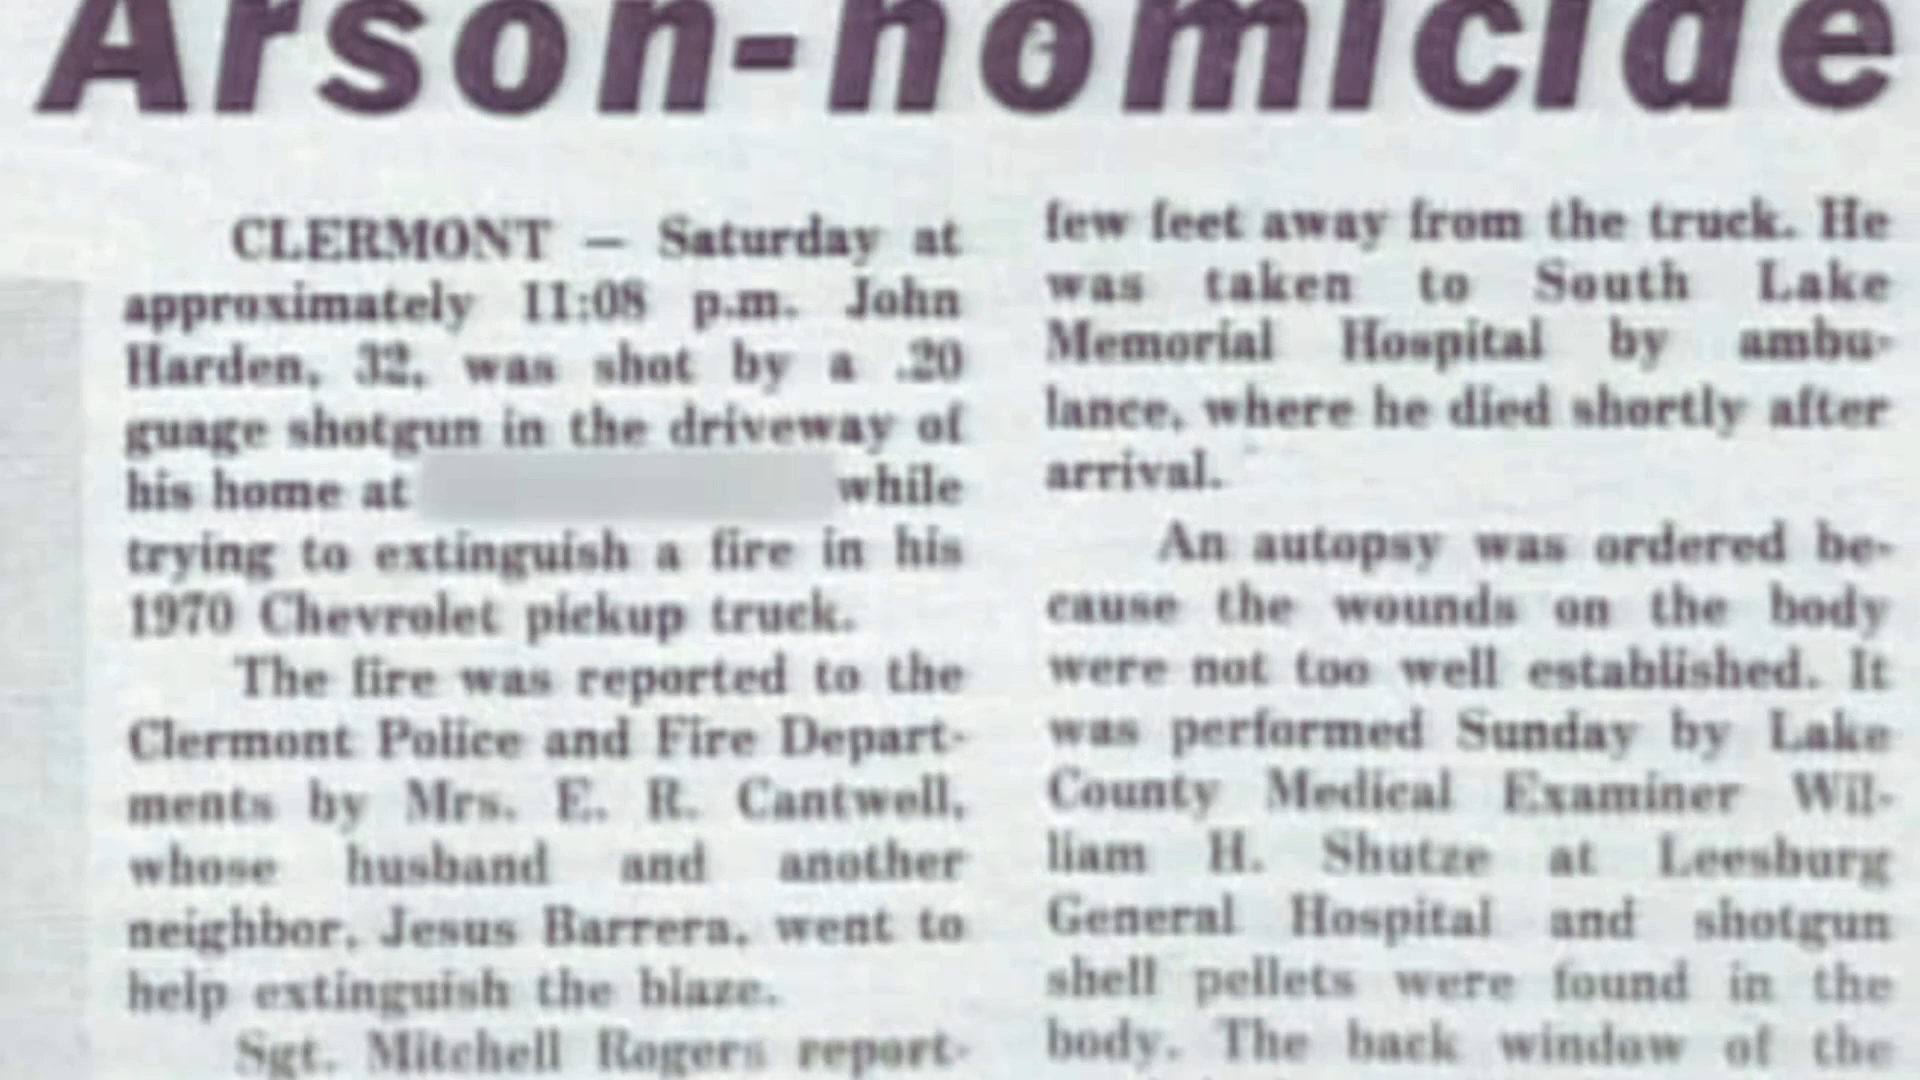 Arson-homicide
CLERMONT — Saturday at
approximately 11:08 p.m. John
Harden, 32, was shot by a .20
guage shotgun in the driveway of
his home at while
trying to extinguish a fire in his
1970 Chevrolet pickup truck.
The fire was reported to the
Clermont Police and Fire Depart-
ments by Mrs. E. R. Cantwell,
whose husband and another
neighbor, Jesus Barrera, went to
help extinguish the blaze.
Sgt. Mitchell Rogers report-
few feet away from the truck. He
was taken to South Lake
Memorial Hospital by ambu-
lance, where he died shortly after
arrival.
An autopsy was ordered be-
cause the wounds on the body
were not too well established. It
was performed Sunday by Lake
County Medical Examiner Wil-
liam H. Shutze at Leesburg
General Hospital and shotgun
shell pellets were found in the
body. The back window of the